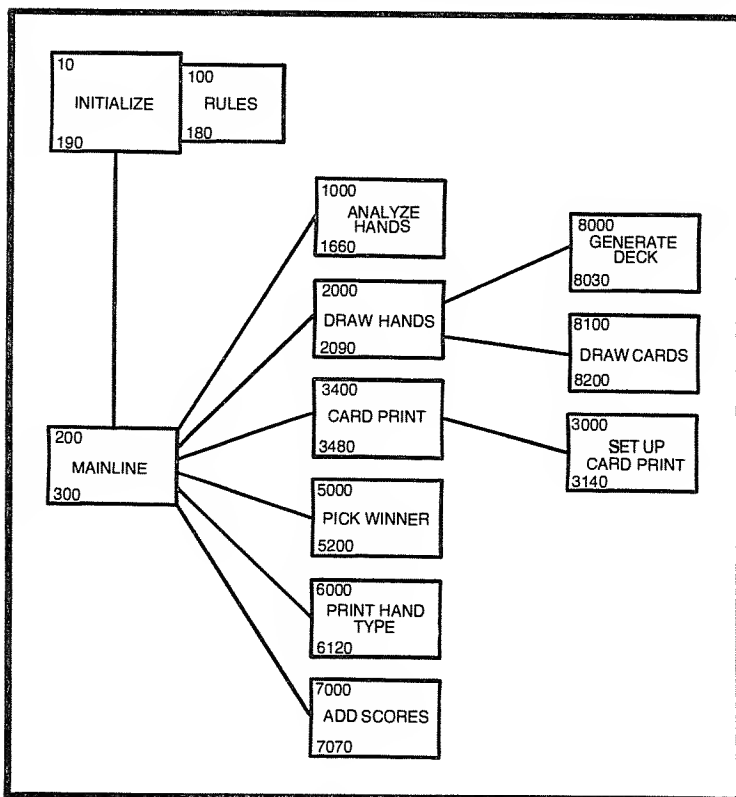 10
INITIALIZE
190
100
RULES
180
200
MAINLINE
300
1000
ANALYZE
HANDS
1660
2000
DRAW HANDS
2090
3400
CARD PRINT
3480
5000
PICK WINNER
5200
6000
PRINT HAND
TYPE
6120
7000
ADD SCORES
7070
8000
GENERATE
DECK
8030
8100
DRAW CARDS
8200
3000
SET UP
CARD PRINT
3140